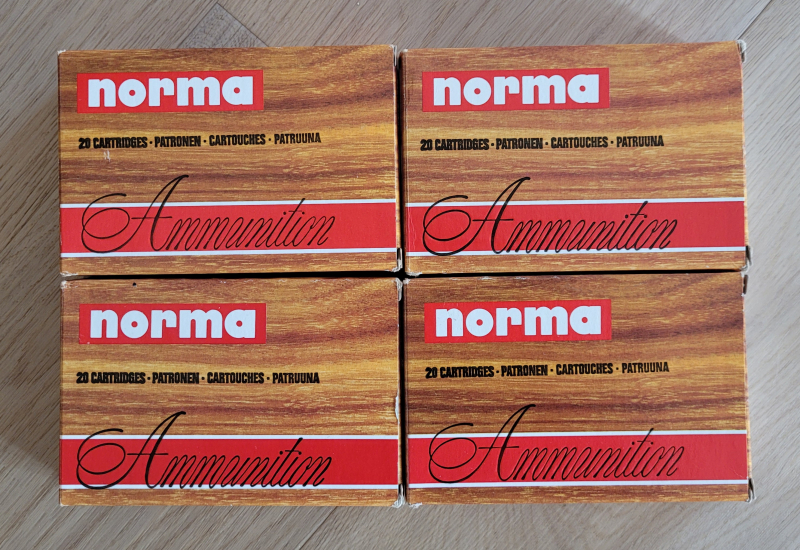 norma
20 CARTRIDGES · PATRONEN · CARTOUCHES · PATRUUNA
Ammunition
norma
20 CARTRIDGES · PATRONEN · CARTOUCHES · PATRUUNA
Ammunition
norma
20 CARTRIDGES · PATRONEN · CARTOUCHES · PATRUUNA
Ammunition
norma
20 CARTRIDGES · PATRONEN · CARTOUCHES · PATRUUNA
Ammunition